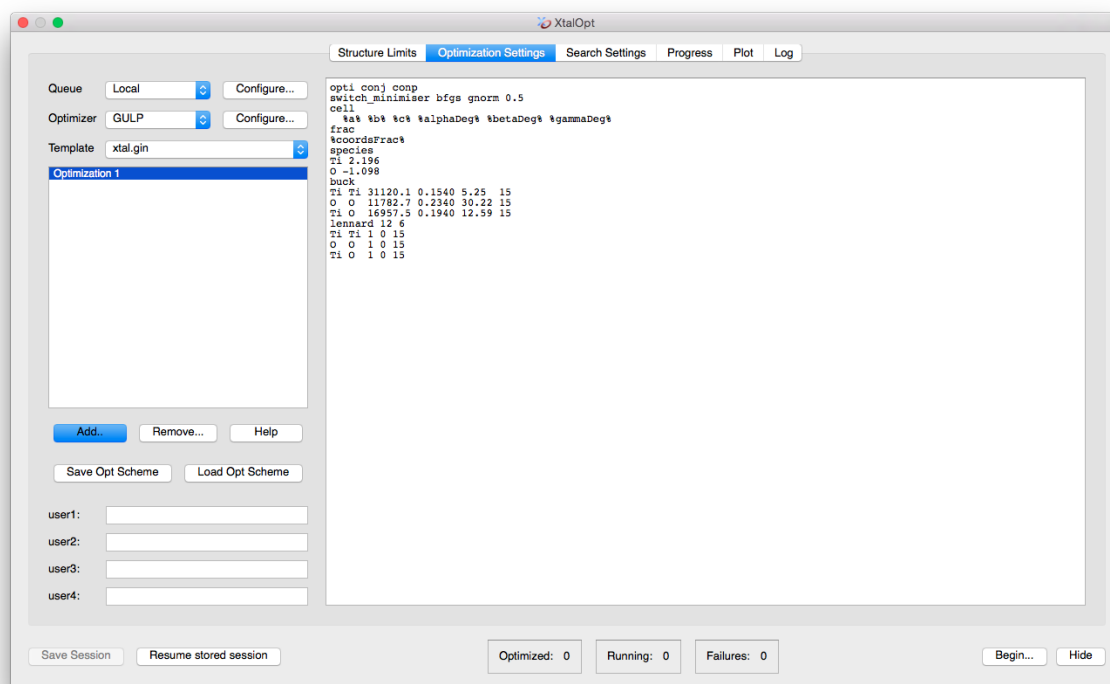 XtalOpt
Structure Limits Optimization Settings Search Settings Progress Plot Log
Queue Local Configure...
Optimizer GULP Configure...
Template xtal.gin
Optimization 1
Add.. Remove... Help
Save Opt Scheme Load Opt Scheme
user1:
user2:
user3:
user4:
opti conj conp
switch_minimiser bfgs gnorm 0.5
cell
%a% %b% %c% %alphaDeg% %betaDeg% %gammaDeg%
frac
%coordsFrac%
species
Ti 2.196
O -1.098
buck
Ti Ti 31120.1 0.1540 5.25  15
O  O  11782.7 0.2340 30.22 15
Ti O  16957.5 0.1940 12.59 15
lennard 12 6
Ti Ti 1 0 15
O  O  1 0 15
Ti O  1 0 15
Save Session Resume stored session Optimized: 0 Running: 0 Failures: 0 Begin... Hide